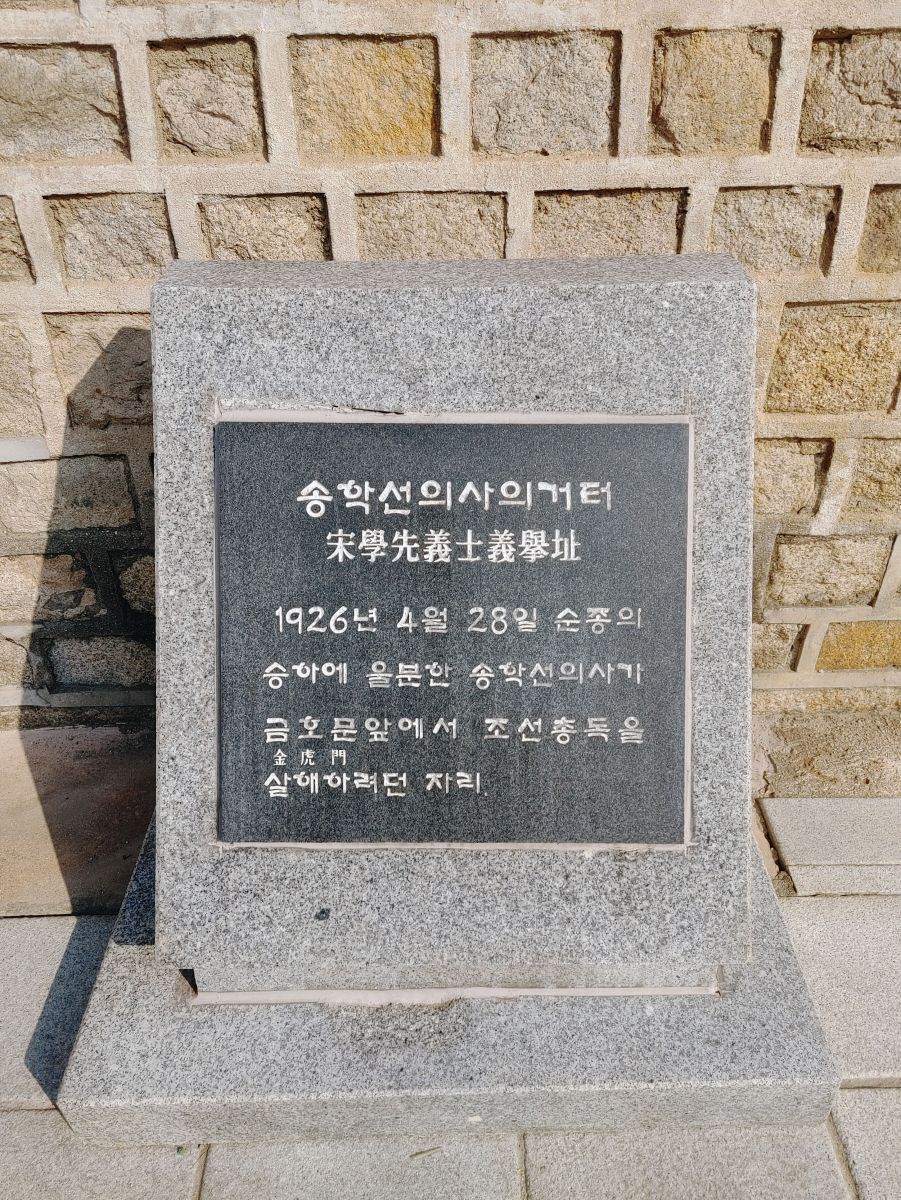 송학선의사의거터
宋學先義士義擧址
1926년 4월 28일 순종의
승하에 울분한 송학선의사가
금호문앞에서 조선총독을
金虎門
살해하려던 자리.